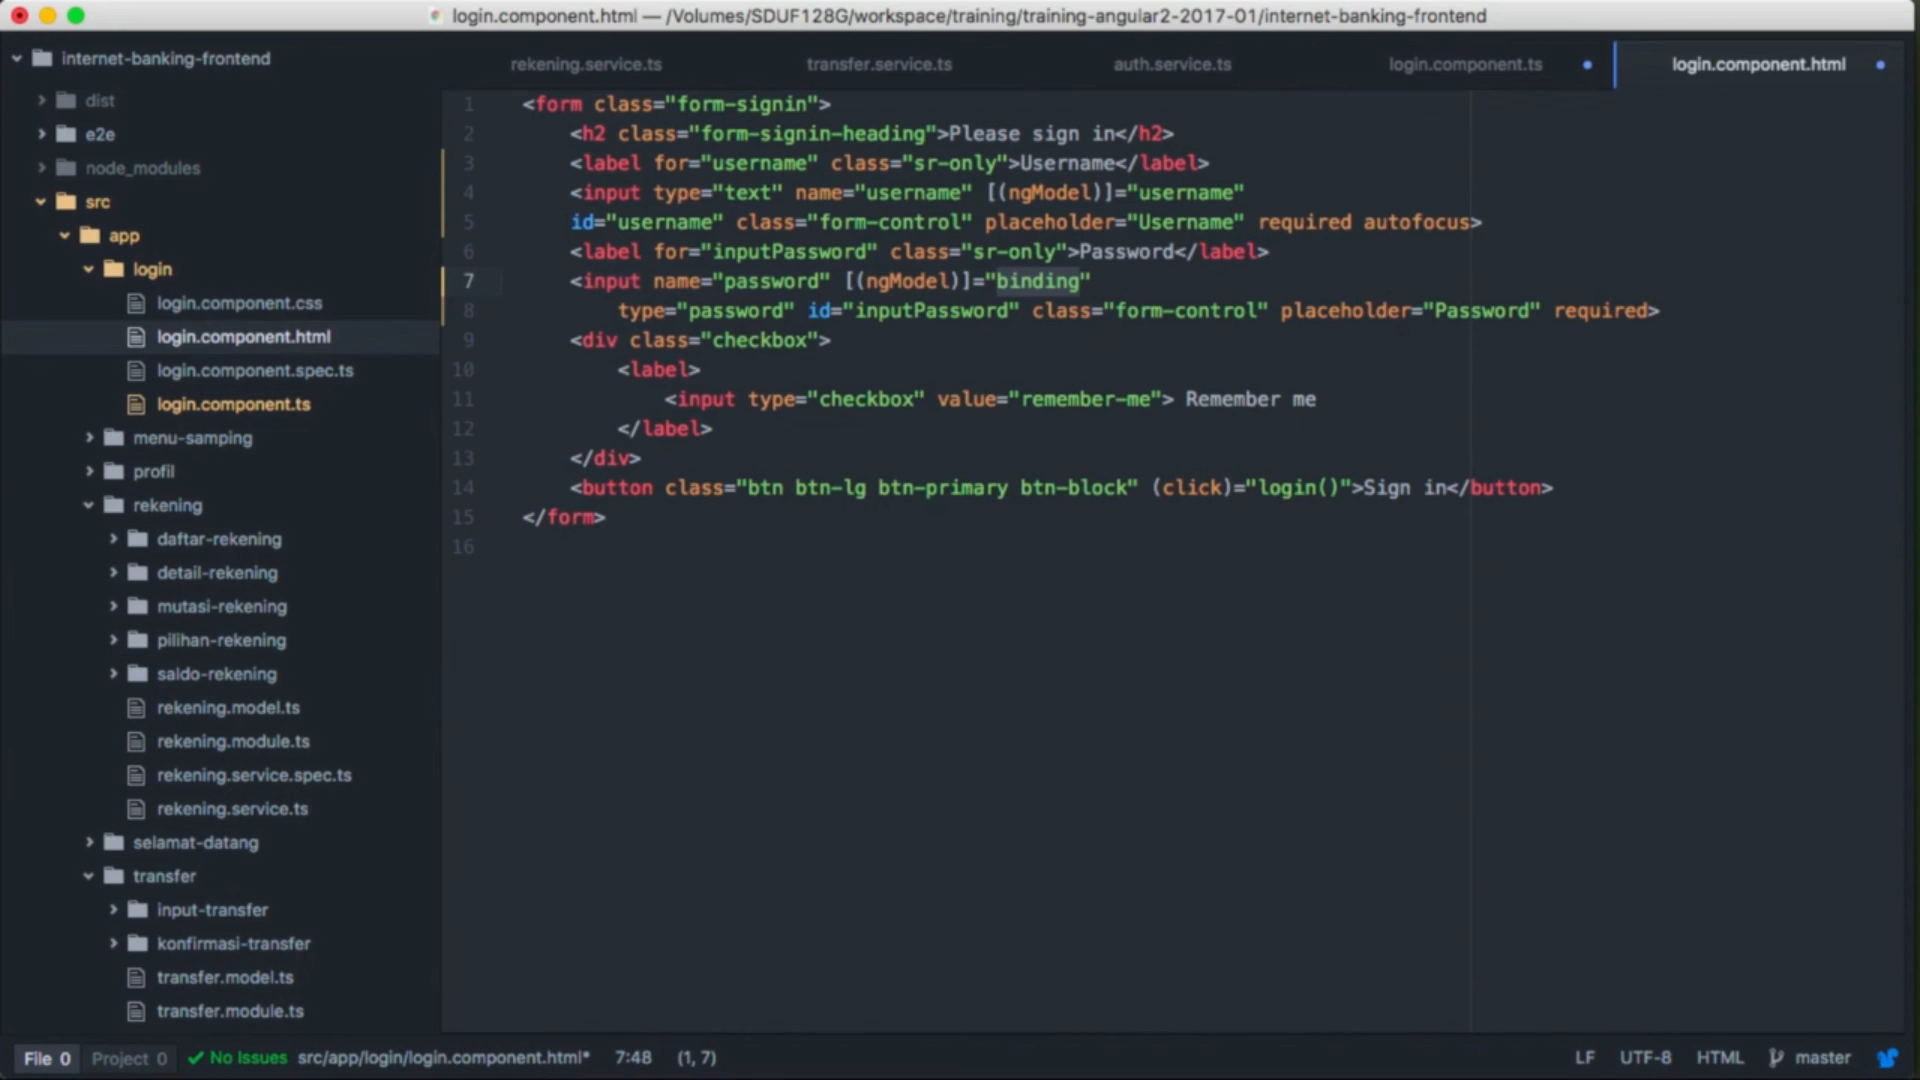 login.component.html — /Volumes/SDUF128G/workspace/training/training-angular2-2017-01/internet-banking-frontend
internet-banking-frontend
dist
e2e
node_modules
src
app
login
login.component.css
login.component.html
login.component.spec.ts
login.component.ts
menu-samping
profil
rekening
daftar-rekening
detail-rekening
mutasi-rekening
pilihan-rekening
saldo-rekening
rekening.model.ts
rekening.module.ts
rekening.service.spec.ts
rekening.service.ts
selamat-datang
transfer
input-transfer
konfirmasi-transfer
transfer.model.ts
transfer.module.ts
rekening.service.ts transfer.service.ts auth.service.ts login.component.ts login.component.html
1 <form class="form-signin">
2 <h2 class="form-signin-heading">Please sign in</h2>
3 <label for="username" class="sr-only">Username</label>
4 <input type="text" name="username" [(ngModel)]="username"
5 id="username" class="form-control" placeholder="Username" required autofocus>
6 <label for="inputPassword" class="sr-only">Password</label>
7 <input name="password" [(ngModel)]="binding"
8 type="password" id="inputPassword" class="form-control" placeholder="Password" required>
9 <div class="checkbox">
10 <label>
11 <input type="checkbox" value="remember-me"> Remember me
12 </label>
13 </div>
14 <button class="btn btn-lg btn-primary btn-block" (click)="login()">Sign in</button>
15 </form>
16
File 0 Project 0 No Issues src/app/login/login.component.html* 7:48 (1, 7) LF UTF-8 HTML master